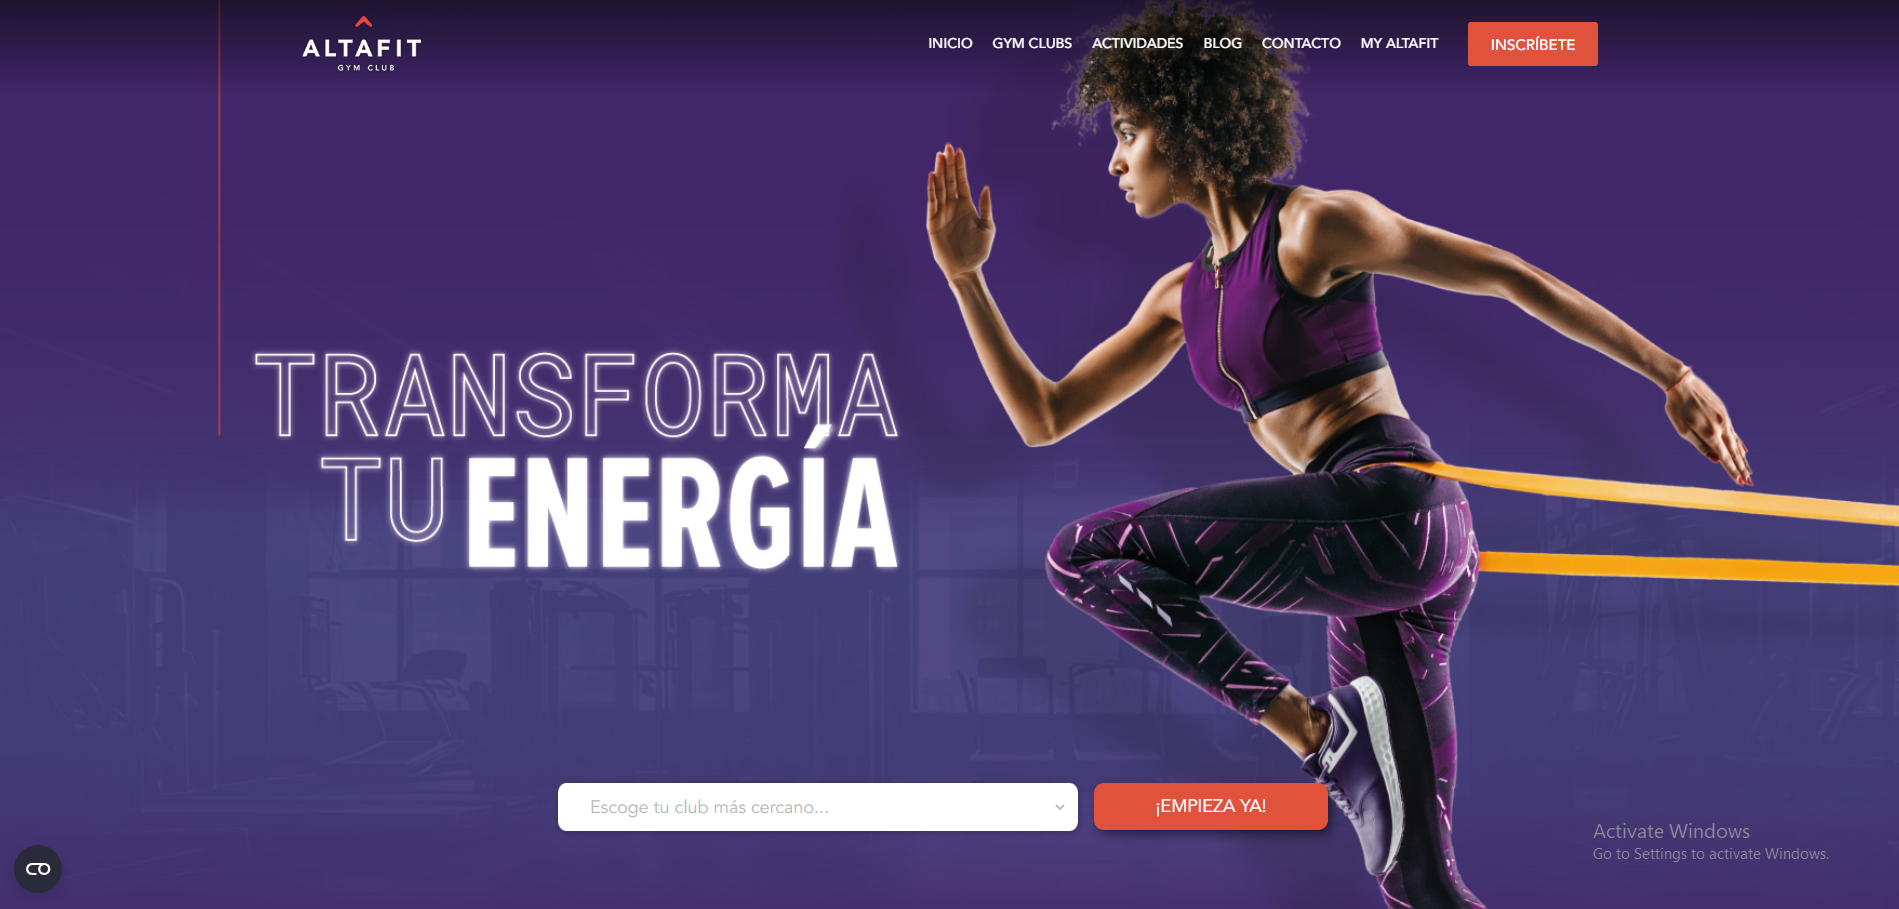 ALTAFIT
GYM CLUB
INICIO GYM CLUBS ACTIVIDADES BLOG CONTACTO MY ALTAFIT INSCRÍBETE
TRANSFORMA
TU ENERGÍA
Escoge tu club más cercano... ¡EMPIEZA YA!
Activate Windows
Go to Settings to activate Windows.